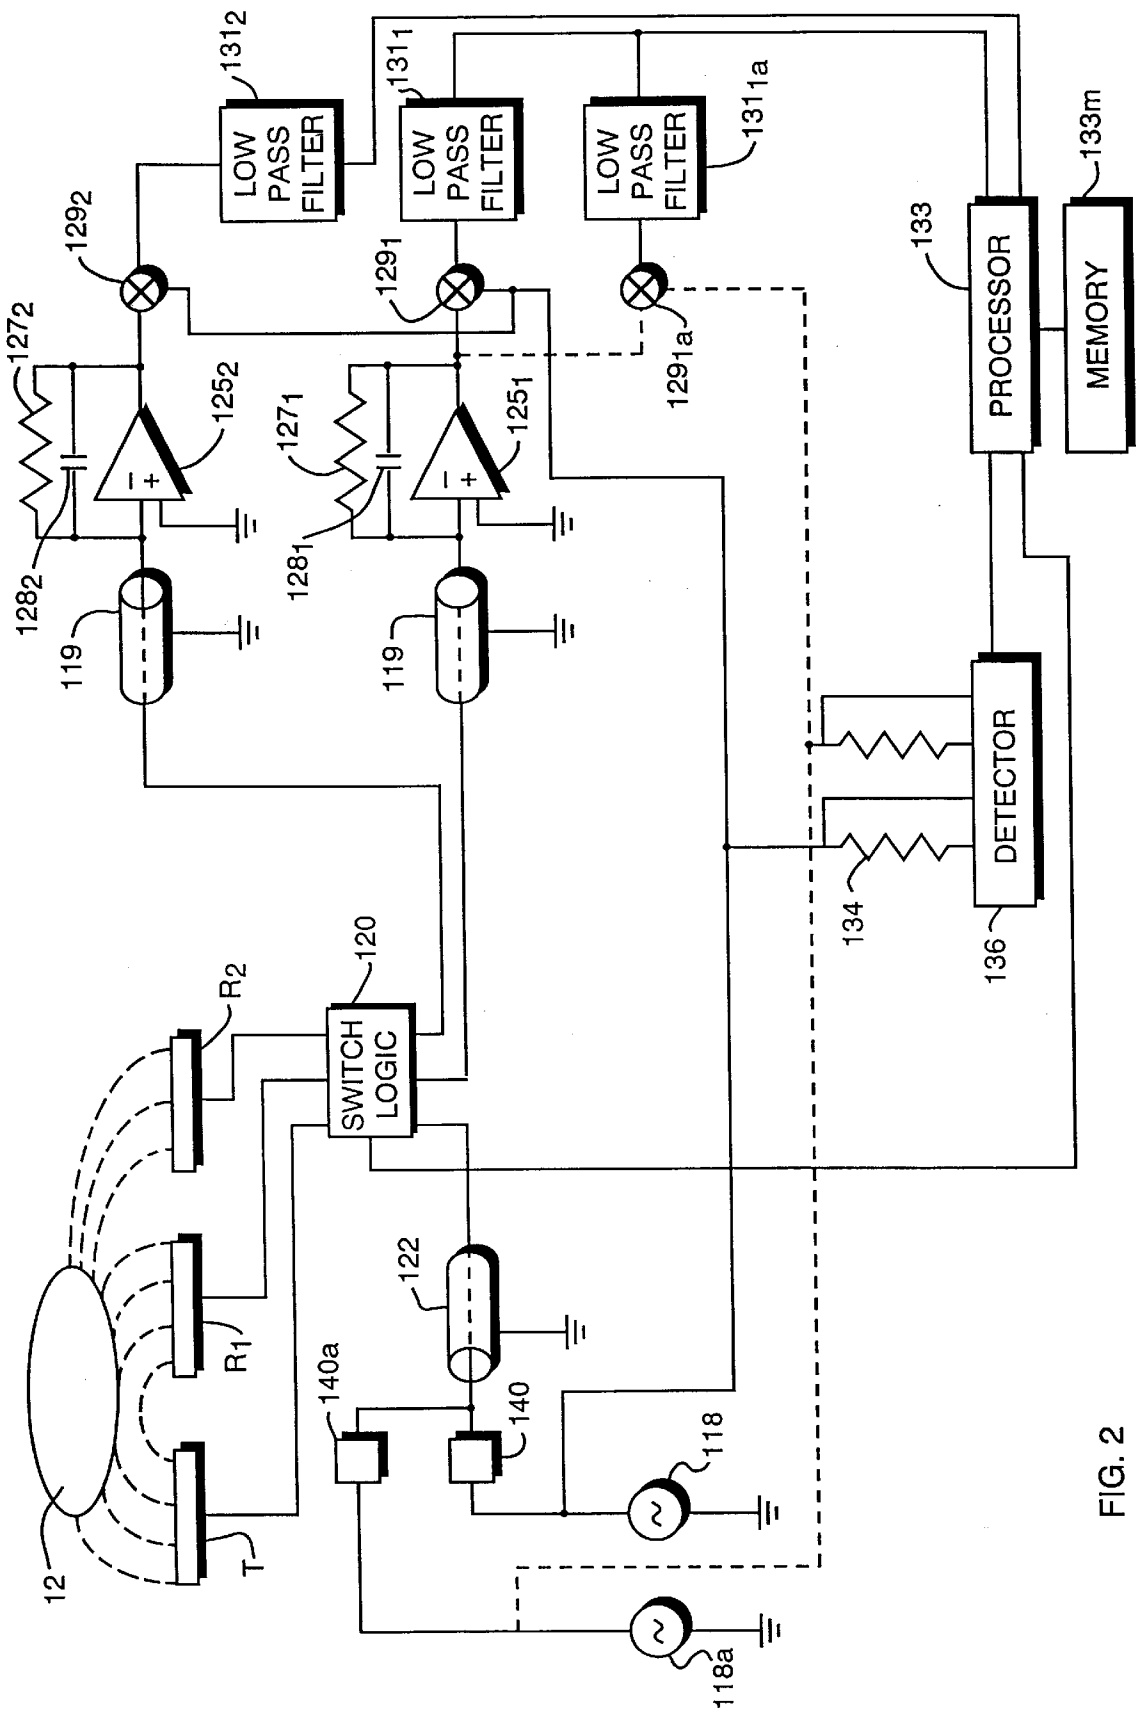 12
T
R1
R2
SWITCH
LOGIC
120
140a
140
122
118a
118
119
119
1282
1272
1252
1281
1271
1251
1292
1291
1291a
LOW
PASS
FILTER
1312
LOW
PASS
FILTER
1311
LOW
PASS
FILTER
1311a
134
DETECTOR
136
PROCESSOR
133
MEMORY
133m
– +
– +
~
~
FIG. 2